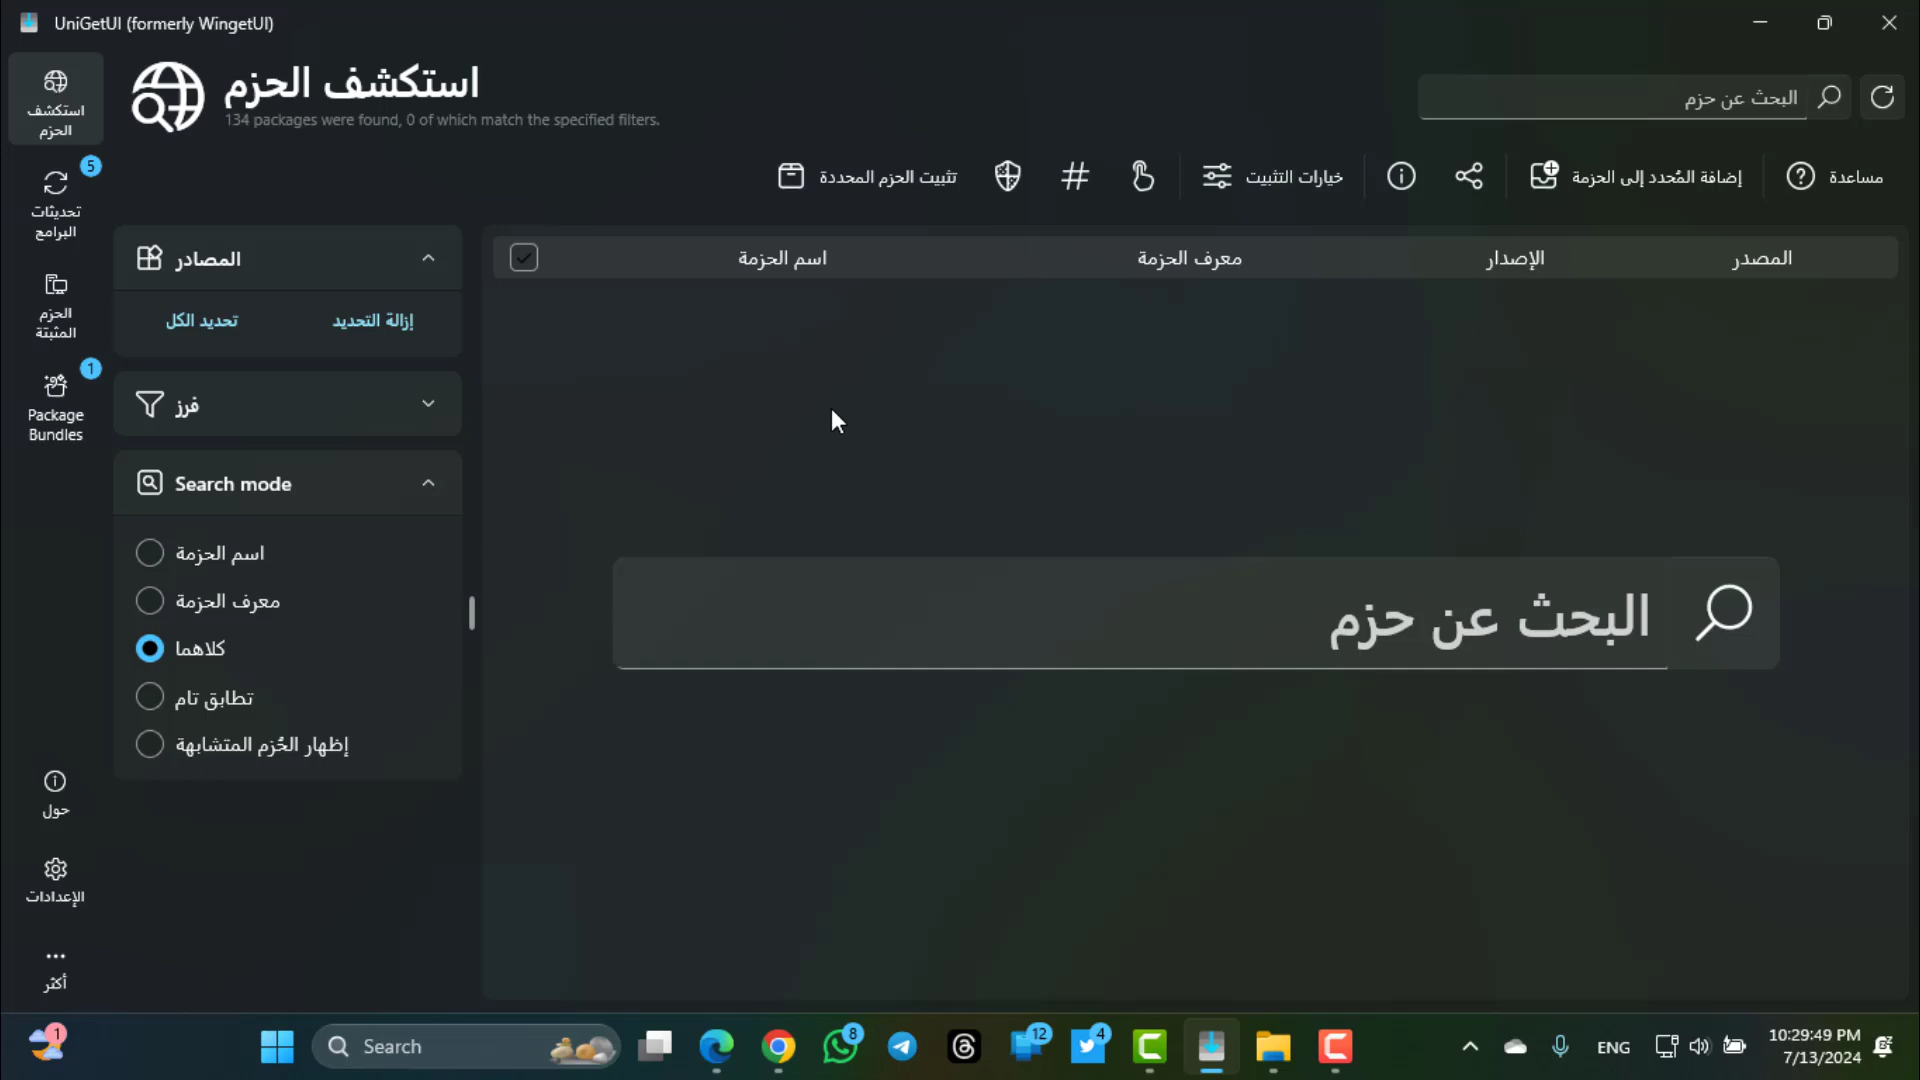 UniGetUI (formerly WingetUI)
استكشف
الحزم
استكشف الحزم
134 packages were found, 0 of which match the specified filters.
البحث عن حزم
5
تحديثات
البرامج
تثبيت الحزم المحددة
خيارات التثبيت
إضافة المُحدد إلى الحزمة
مساعدة
المصادر
تحديد الكل
إزالة التحديد
اسم الحزمة
معرف الحزمة
الإصدار
المصدر
الحزم
المثبتة
1
Package
Bundles
فرز
Search mode
اسم الحزمة
معرف الحزمة
كلاهما
تطابق تام
إظهار الحُزم المتشابهة
البحث عن حزم
حول
الإعدادات
أكثر
1
Search
8
12
4
ENG
10:29:49 PM
7/13/2024